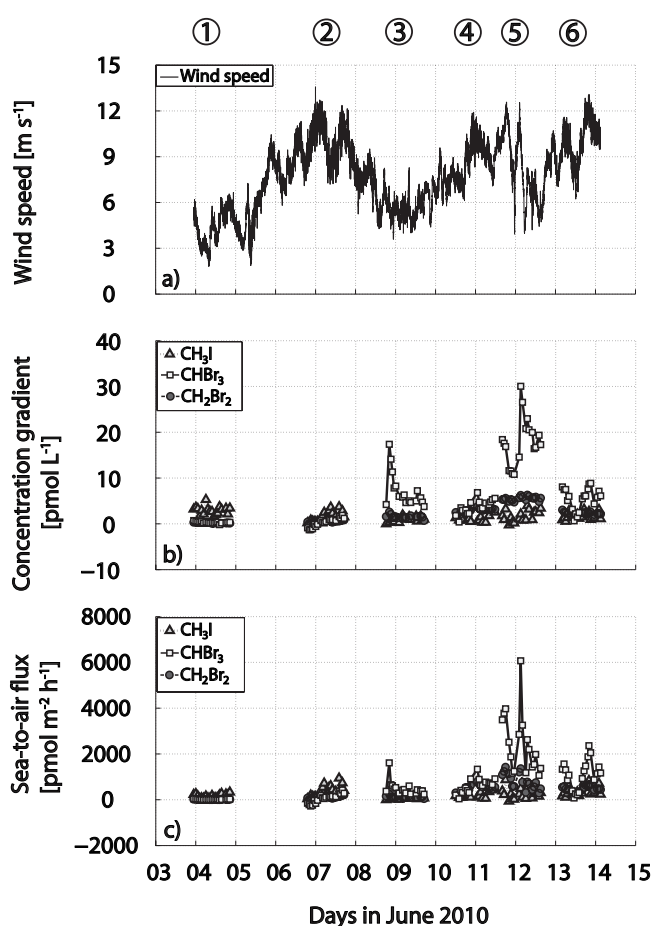 ① ② ③ ④ ⑤ ⑥
15
12
9
6
3
0
Wind speed [m s⁻¹]
Wind speed
a)
40
30
20
10
0
−10
Concentration gradient
[pmol L⁻¹]
CH₃I
CHBr₃
CH₂Br₂
b)
8000
6000
4000
2000
0
−2000
Sea-to-air flux
[pmol m⁻² h⁻¹]
CH₃I
CHBr₃
CH₂Br₂
c)
03 04 05 06 07 08 09 10 11 12 13 14 15
Days in June 2010